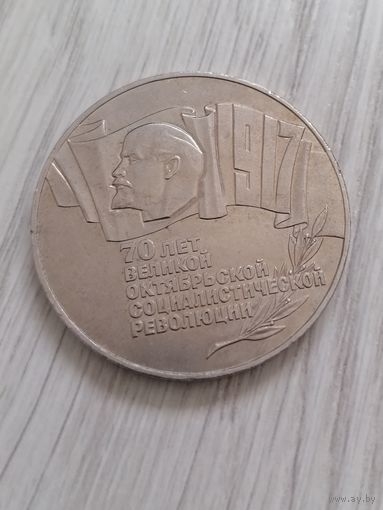 1917
70 ЛЕТ
ВЕЛИКОЙ
ОКТЯБРЬСКОЙ
СОЦИАЛИСТИЧЕСКОЙ
РЕВОЛЮЦИИ
www.ay.by